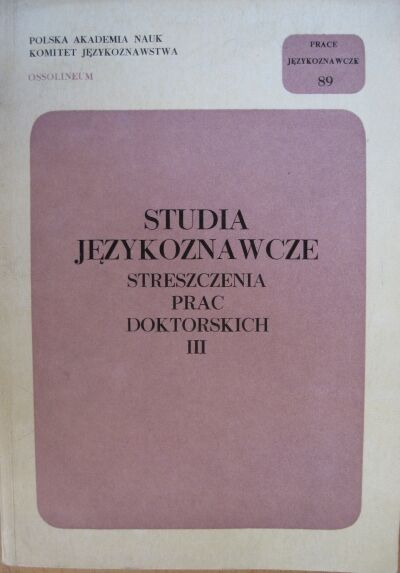 POLSKA AKADEMIA NAUK
KOMITET JĘZYKOZNAWSTWA
OSSOLINEUM
PRACE
JĘZYKOZNAWCZE
89
STUDIA
JĘZYKOZNAWCZE
STRESZCZENIA
PRAC
DOKTORSKICH
III